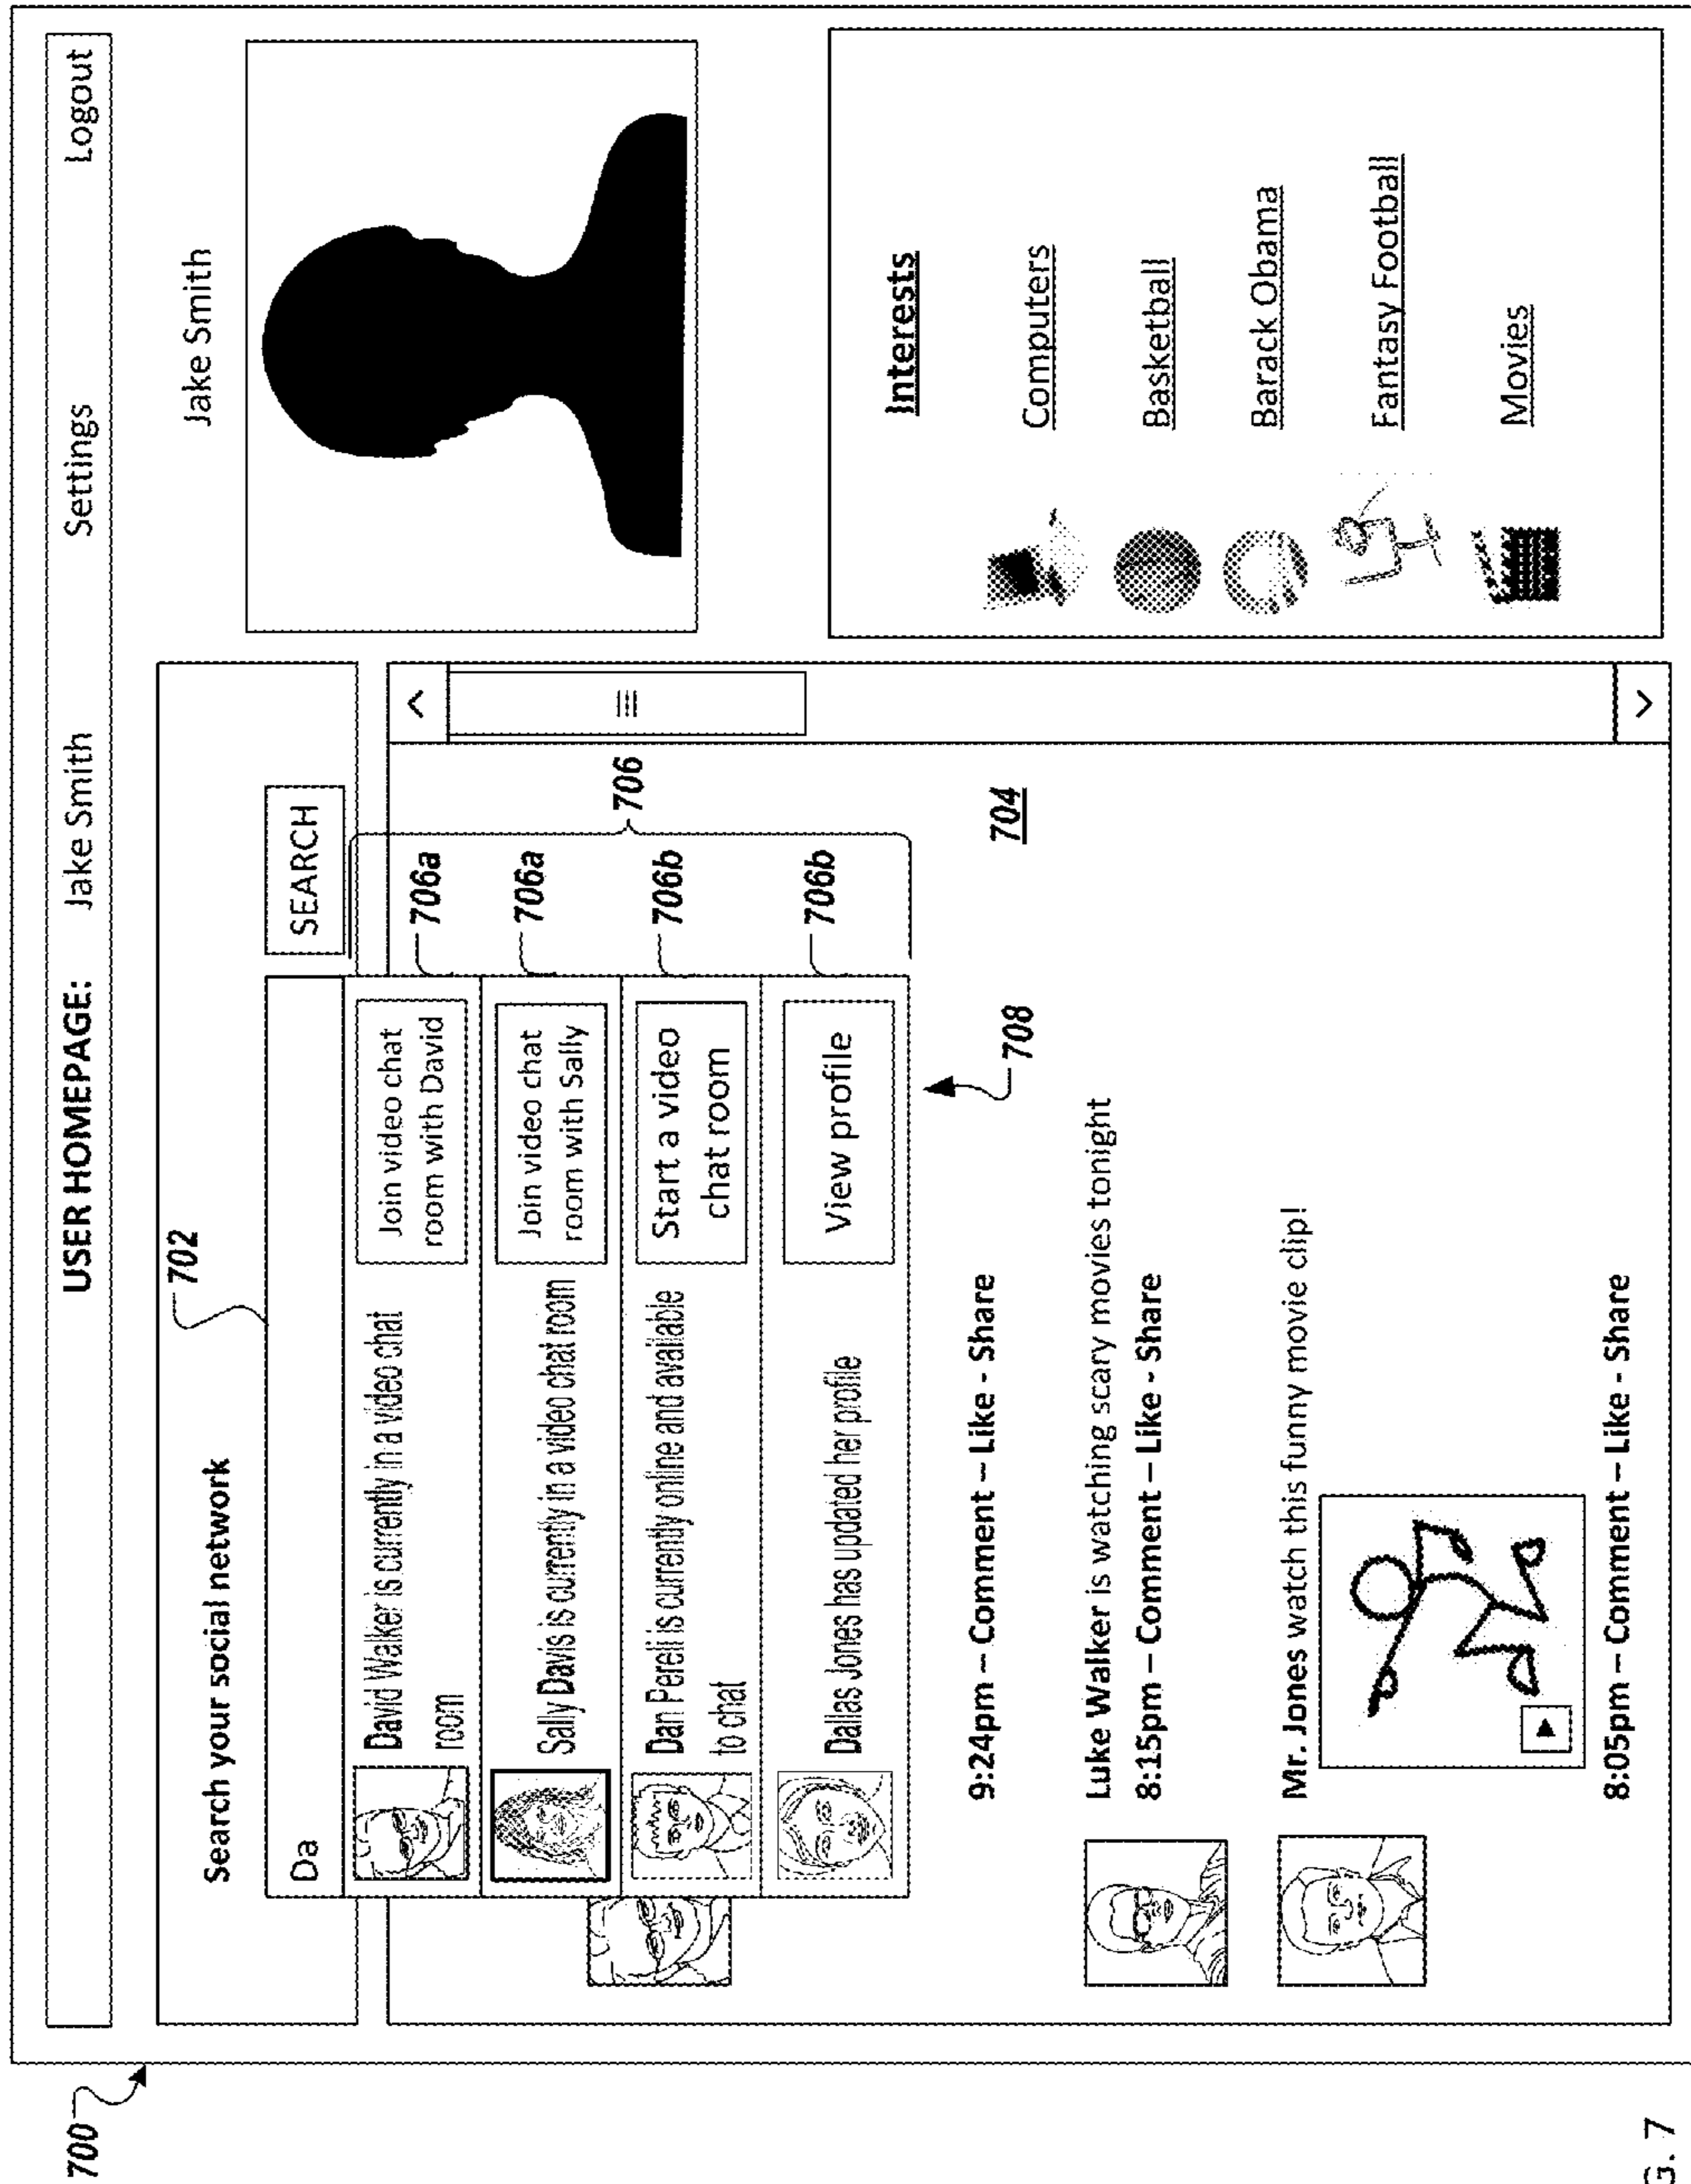 700
USER HOMEPAGE: Jake Smith Settings Logout
702
Search your social network
Da
SEARCH
David Walker is currently in a video chat
room
Join video chat
room with David
706a
Sally Davis is currently in a video chat room
Join video chat
room with Sally
706a
706
Dan Pereli is currently online and available
to chat
Start a video
chat room
706b
Dallas Jones has updated her profile
View profile
706b
708
704
9:24pm – Comment – Like - Share
Luke Walker is watching scary movies tonight
8:15pm – Comment – Like - Share
Mr. Jones watch this funny movie clip!
8:05pm – Comment – Like - Share
Jake Smith
Interests
Computers
Basketball
Barack Obama
Fantasy Football
Movies
G. 7